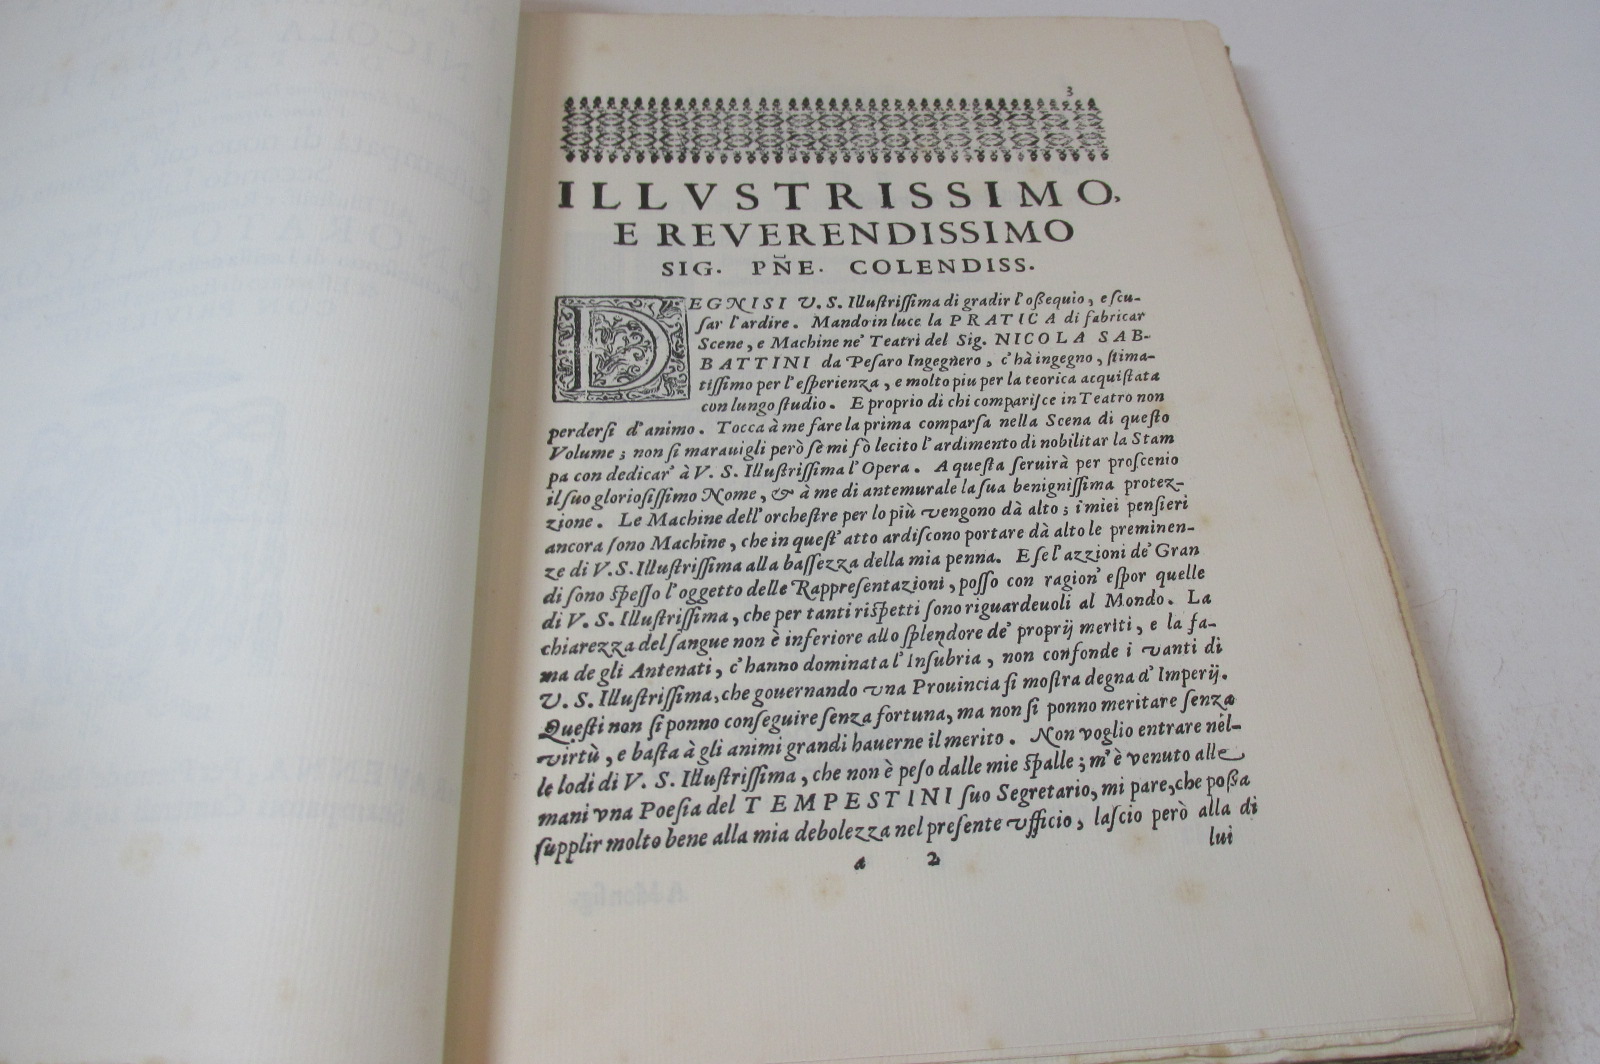 3
ILLVSTRISSIMO,
E REVERENDISSIMO
SIG. PÑE. COLENDISS.
DEGNISI V. S. Illuſtriſſima di gradir l'oßequio, e ſcu-
ſar l'ardire. Mando in luce la PRATICA di fabricar
Scene, e Machine ne' Teatri del Sig. NICOLA SAB-
BATTINI da Peſaro Ingegnero, c'hà ingegno, ſtima-
tiſſimo per l'eſperienza, e molto piu per la teorica acquiſtata
con lungo ſtudio. E proprio di chi compariſce in Teatro non
perderſi d'animo. Tocca à me fare la prima comparſa nella Scena di queſto
Volume; non ſi marauigli però ſe mi fò lecito l'ardimento di nobilitar la Stam
pa con dedicar' à V. S. Illuſtriſſima l'Opera. A queſta ſeruirà per proſcenio
il ſuo glorioſiſſimo Nome, & à me di antemurale la ſua benigniſſima protez-
zione. Le Machine dell'orcheſtre per lo più vengono dà alto; i miei penſieri
ancora ſono Machine, che in queſt'atto ardiſcono portare dà alto le preminen-
ze di V.S. Illuſtriſſima alla baſſezza della mia penna. E ſe l'azzioni de' Gran
di ſono ſpeſſo l'oggetto delle Rappreſentazioni, poſſo con ragion' eſpor quelle
di V. S. Illuſtriſſima, che per tanti riſpetti ſono riguardeuoli al Mondo. La
chiarezza del ſangue non è inferiore allo ſplendore de' proprij meriti, e la fa-
ma de gli Antenati, c'hanno dominata l'Inſubria, non confonde i vanti di
V. S. Illuſtriſſima, che gouernando vna Prouincia ſi moſtra degna d'Imperij.
Queſti non ſi ponno conſeguire ſenza fortuna, ma non ſi ponno meritare ſenza
virtù, e baſta à gli animi grandi hauerne il merito. Non voglio entrare nel-
le lodi di V. S. Illuſtriſſima, che non è peſo dalle mie ſpalle; m'è venuto alle
mani vna Poeſia del TEMPESTINI ſuo Segretario, mi pare, che poßa
ſupplir molto bene alla mia debolezza nel preſente vfficio, laſcio però alla di
lui
a 2